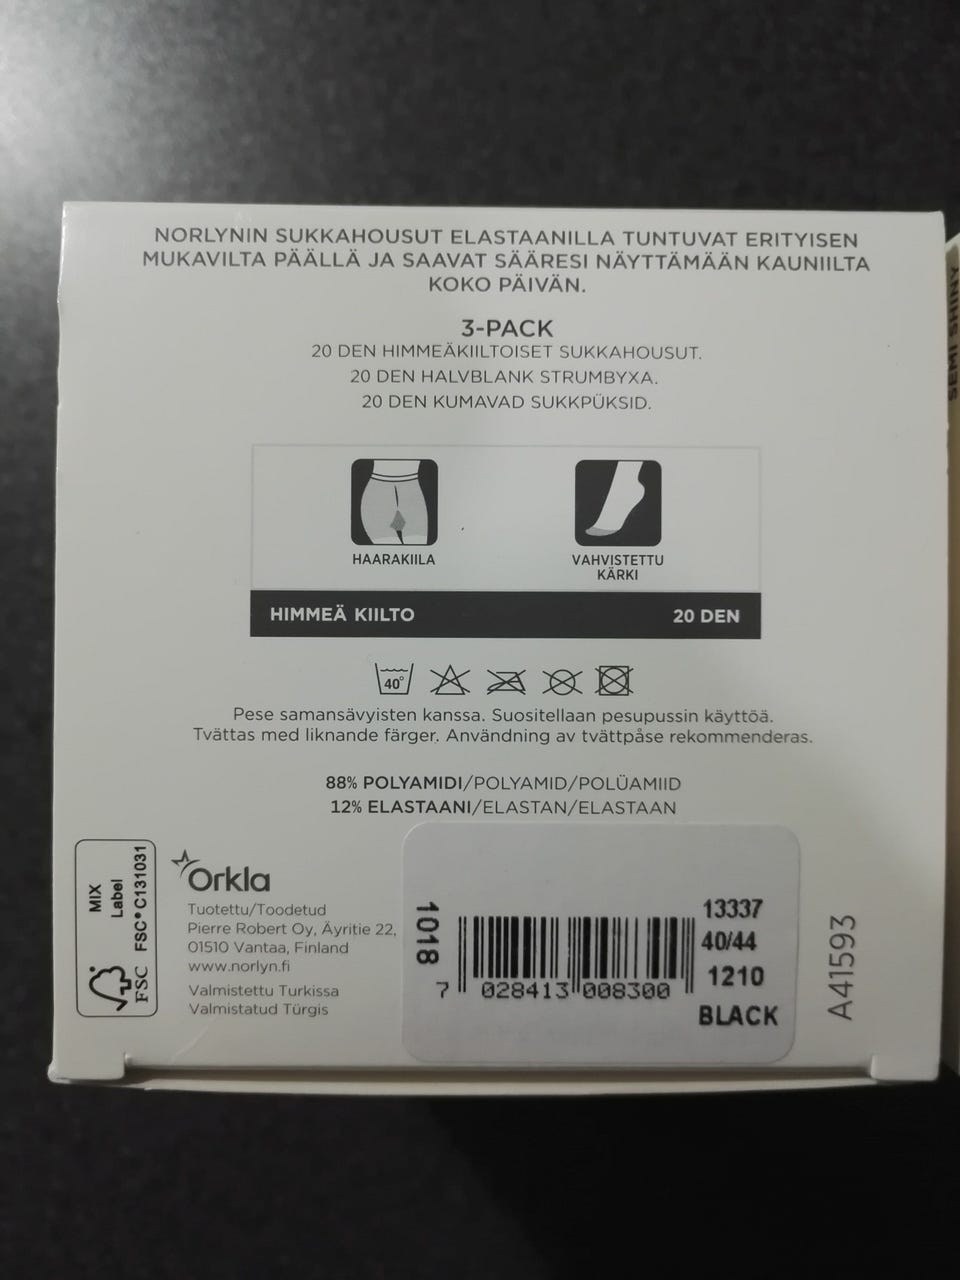 NORLYNIN SUKKAHOUSUT ELASTAANILLA TUNTUVAT ERITYISEN
MUKAVILTA PÄÄLLÄ JA SAAVAT SÄÄRESI NÄYTTÄMÄÄN KAUNIILTA
KOKO PÄIVÄN.
3-PACK
20 DEN HIMMEÄKIILTOISET SUKKAHOUSUT.
20 DEN HALVBLANK STRUMBYXA.
20 DEN KUMAVAD SUKKPÜKSID.
HAARAKIILA
VAHVISTETTU
KÄRKI
HIMMEÄ KIILTO 20 DEN
40°
Pese samansävyisten kanssa. Suositellaan pesupussin käyttöä.
Tvättas med liknande färger. Användning av tvättpåse rekommenderas.
88% POLYAMIDI/POLYAMID/POLÜAMIID
12% ELASTAANI/ELASTAN/ELASTAAN
MIX
Label
FSC® C131031
FSC
Orkla
Tuotettu/Toodetud
Pierre Robert Oy, Äyritie 22,
01510 Vantaa, Finland
www.norlyn.fi
Valmistettu Turkissa
Valmistatud Türgis
1018
7 028413 008300
13337
40/44
1210
BLACK
A41593
SEMI SHINY